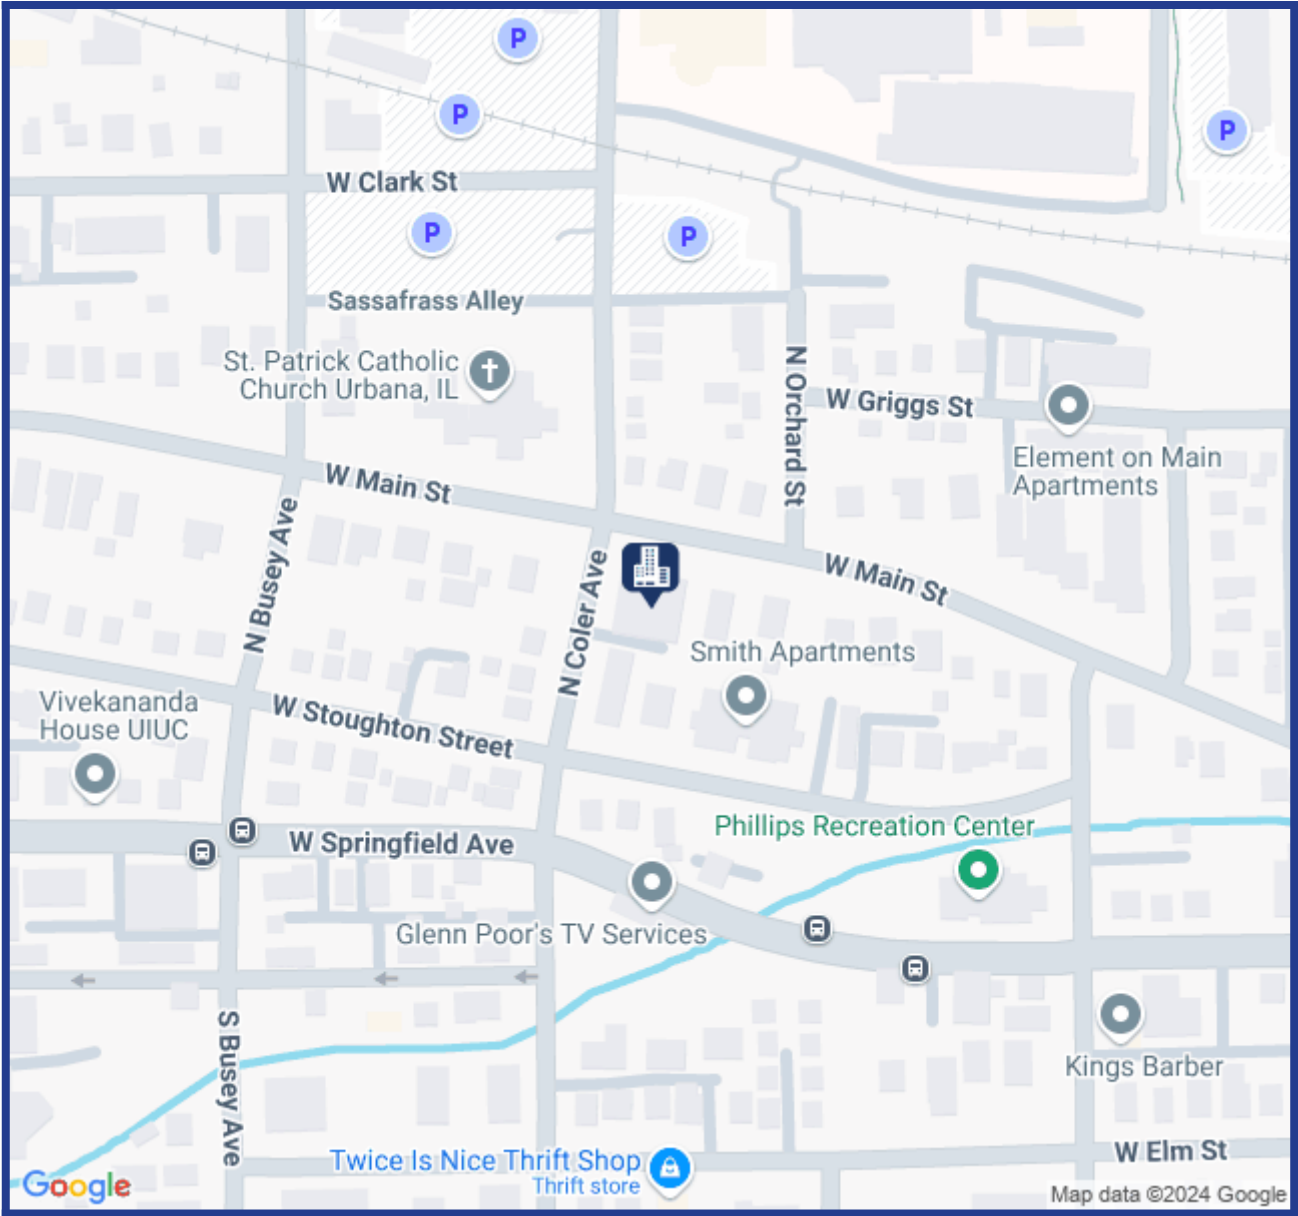 P
P
P
W Clark St
P
P
Sassafrass Alley
St. Patrick Catholic
Church Urbana, IL
N Orchard St
W Griggs St
Element on Main
Apartments
W Main St
N Busey Ave
N Coler Ave
W Main St
Smith Apartments
Vivekananda
House UIUC
W Stoughton Street
Phillips Recreation Center
W Springfield Ave
Glenn Poor's TV Services
S Busey Ave
Kings Barber
W Elm St
Twice Is Nice Thrift Shop
Thrift store
Google
Map data ©2024 Google